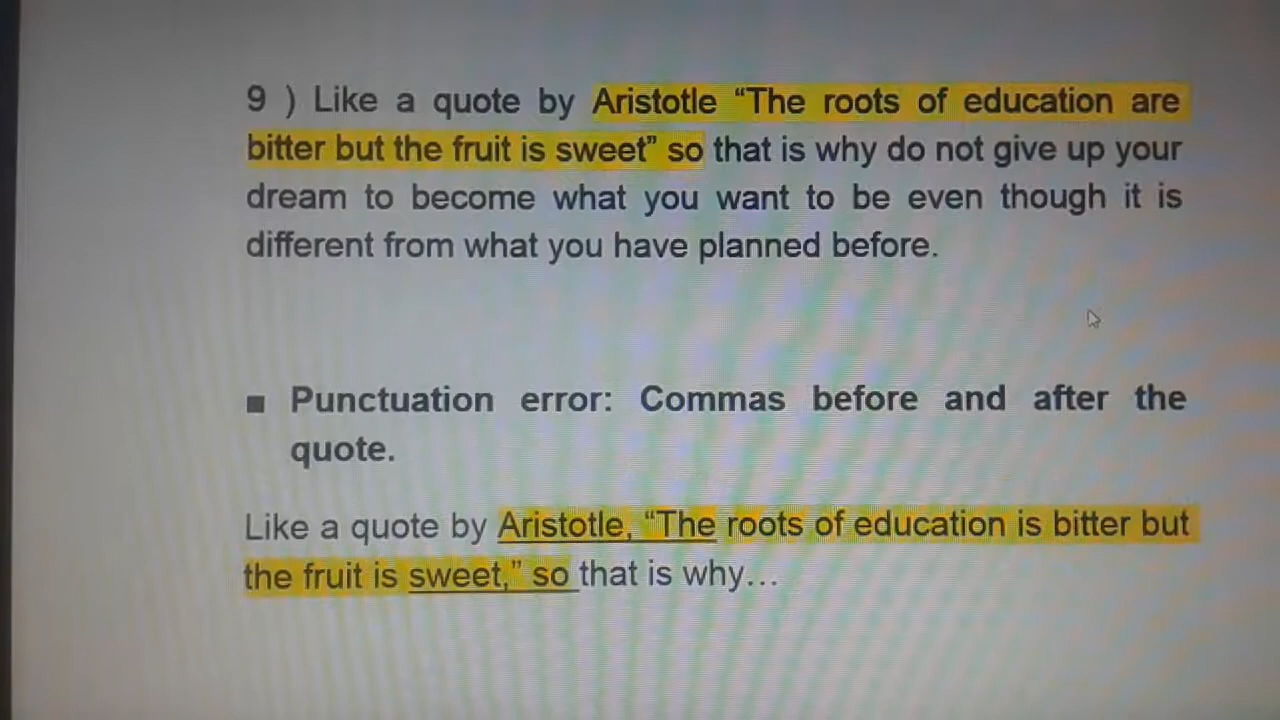 9 ) Like a quote by Aristotle “The roots of education are
bitter but the fruit is sweet” so that is why do not give up your
dream to become what you want to be even though it is
different from what you have planned before.
▪ Punctuation error: Commas before and after the
quote.
Like a quote by Aristotle, “The roots of education is bitter but
the fruit is sweet,” so that is why…